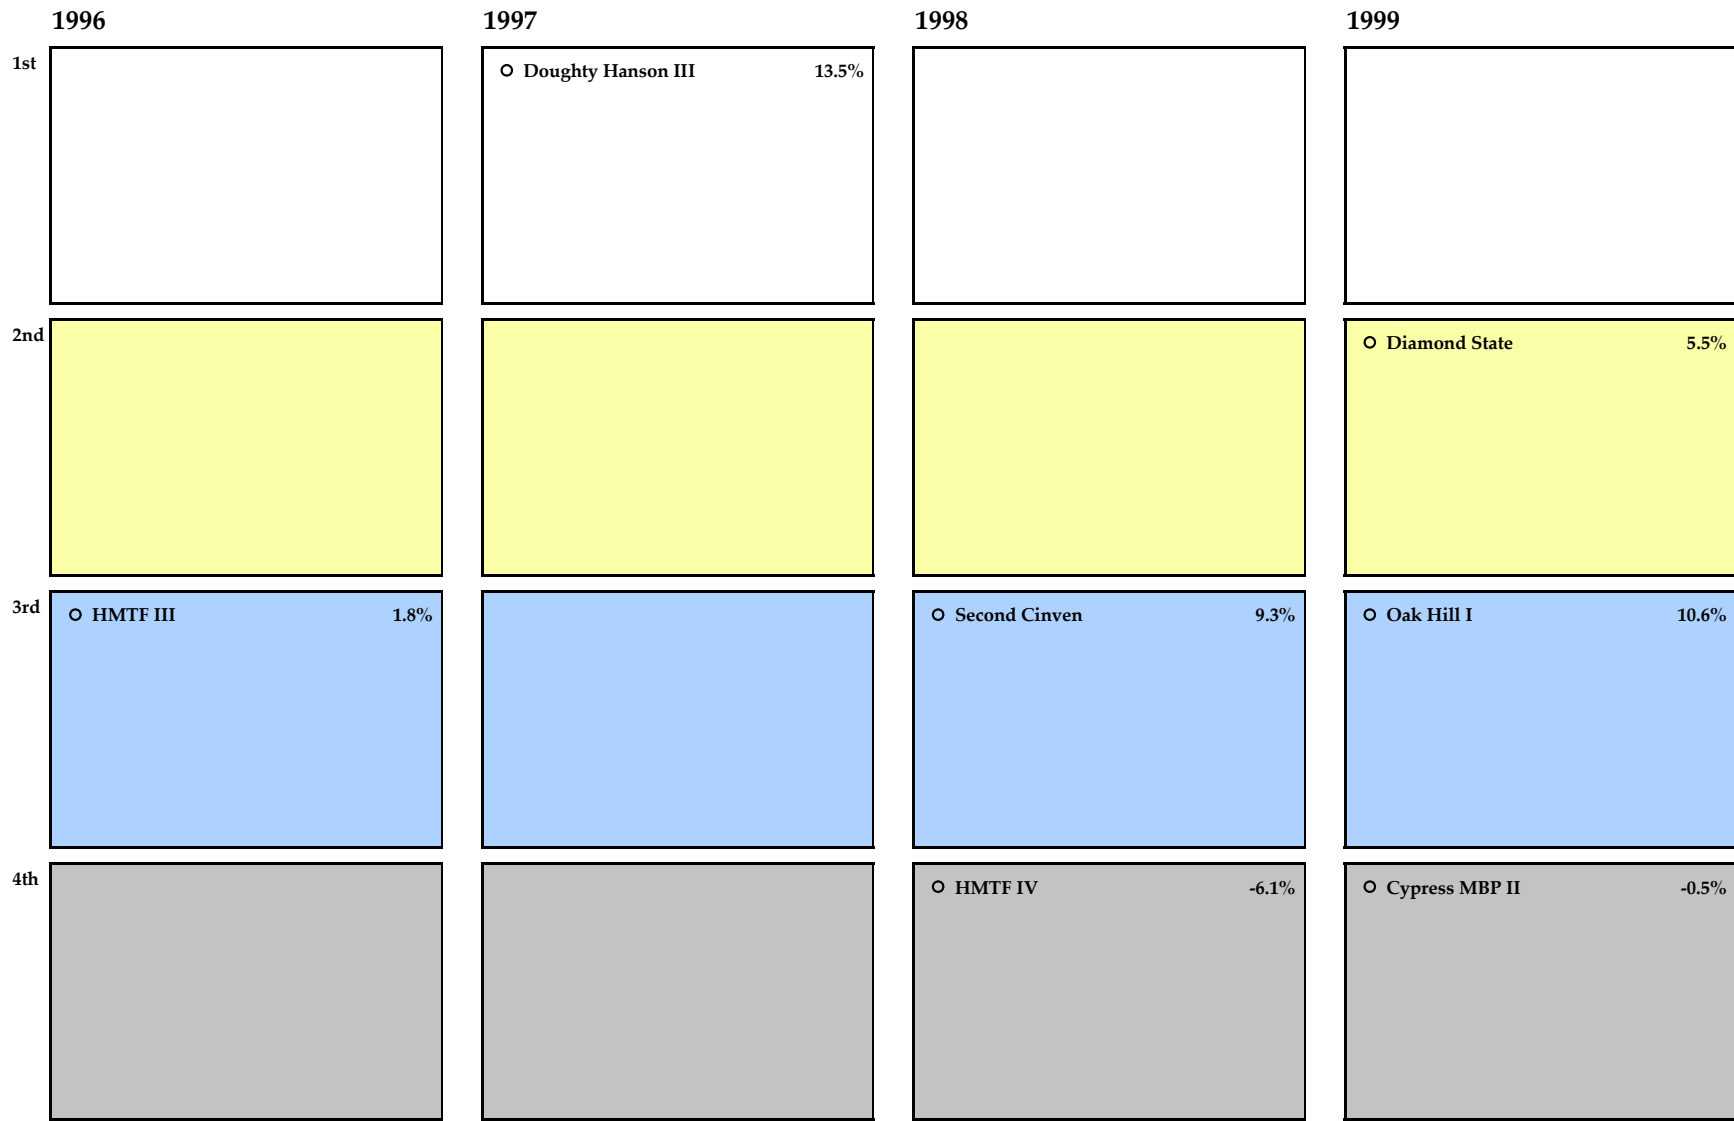 1996 1997 1998 1999
1st
Doughty Hanson III 13.5%
2nd
Diamond State 5.5%
3rd
HMTF III 1.8%
Second Cinven 9.3%
Oak Hill I 10.6%
4th
HMTF IV -6.1%
Cypress MBP II -0.5%